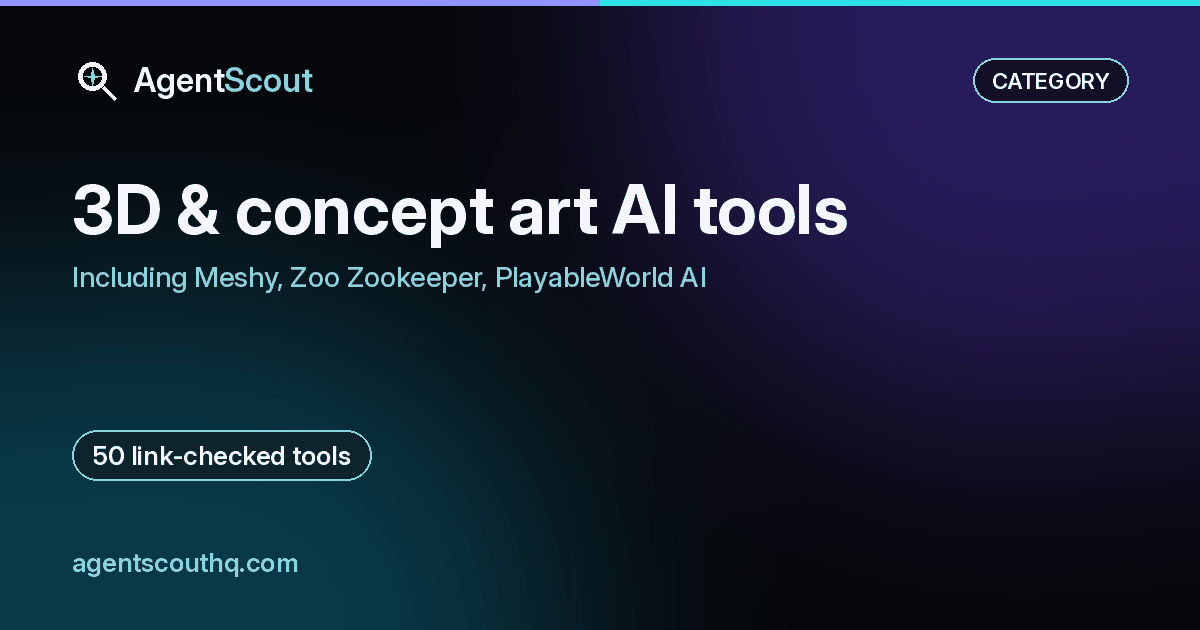 AgentScout
CATEGORY
3D & concept art AI tools
Including Meshy, Zoo Zookeeper, PlayableWorld AI
50 link-checked tools
agentscouthq.com